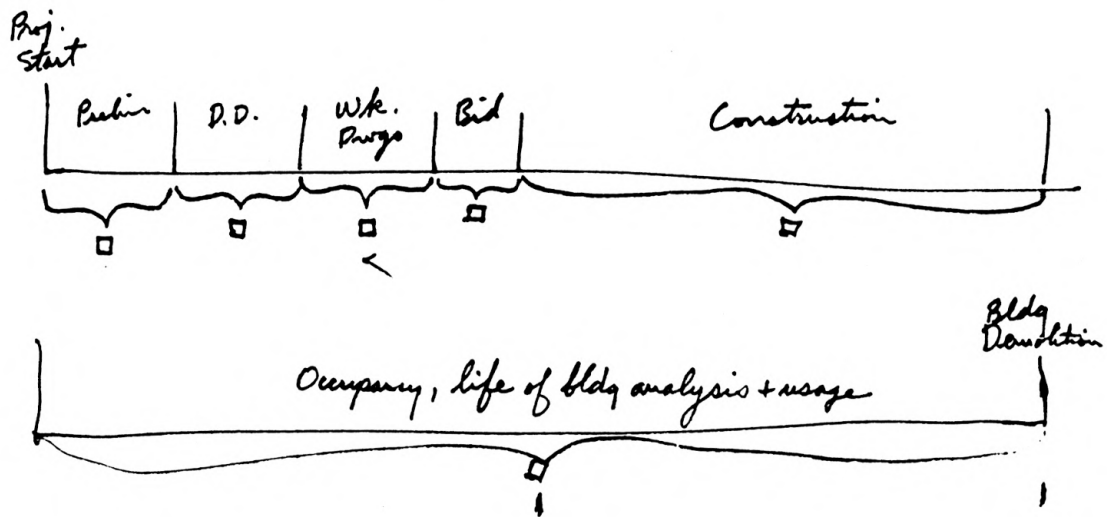 Proj.
Start
Prelim
D.D.
Wk.
Dwgs
Bid
Construction
Bldg
Demolition
Occupancy, life of bldg analysis + usage